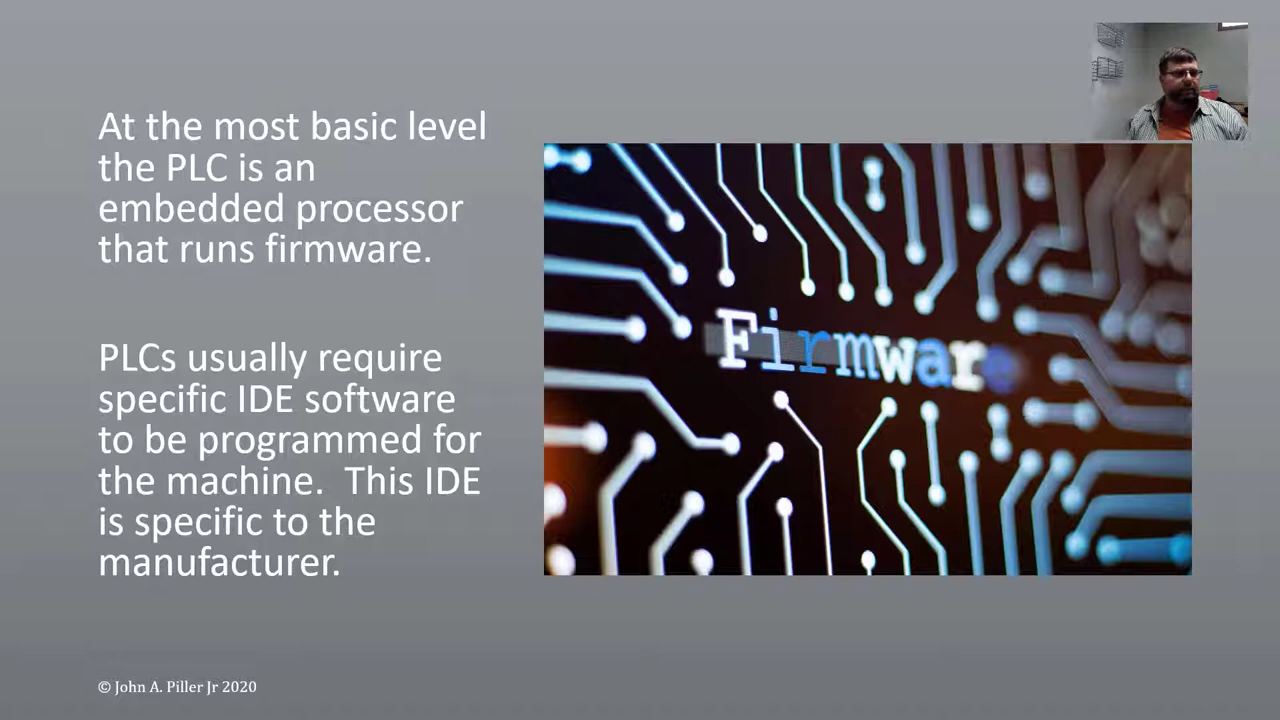 At the most basic level
the PLC is an
embedded processor
that runs firmware.
PLCs usually require
specific IDE software
to be programmed for
the machine.  This IDE
is specific to the
manufacturer.
Firmware
© John A. Piller Jr 2020